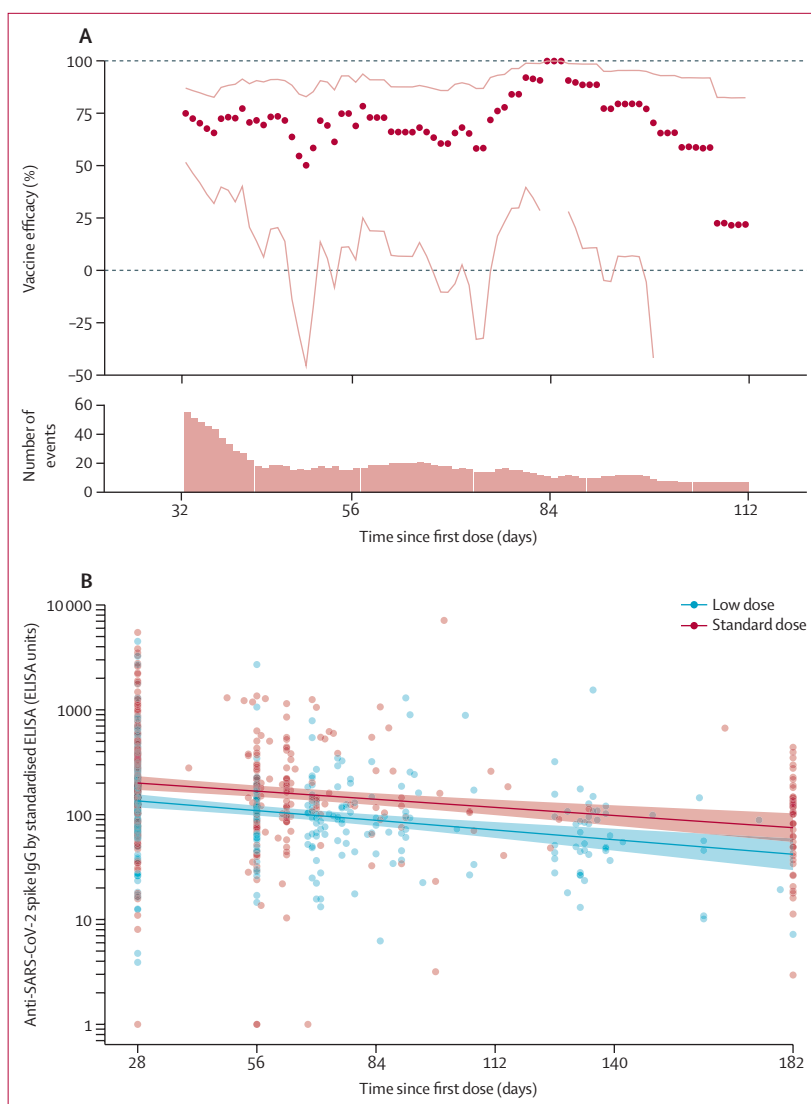 A
100
75
50
25
0
−25
−50
Vaccine efficacy (%)
60
40
20
0
Number of
events
32
56
84
112
Time since first dose (days)
B
Low dose
Standard dose
10 000
1000
100
10
1
Anti-SARS-CoV-2 spike IgG by standardised ELISA (ELISA units)
28
56
84
112
140
182
Time since first dose (days)